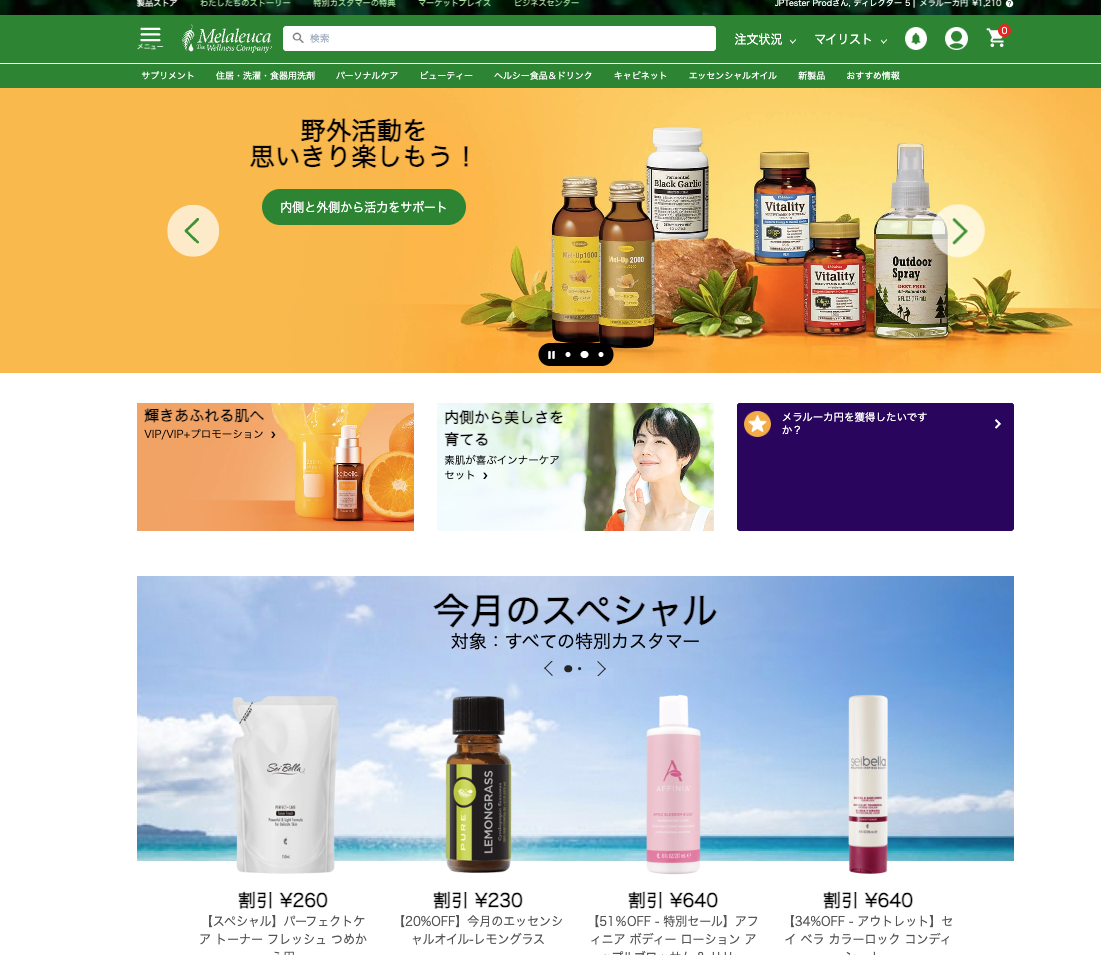 製品ストア わたしたちのストーリー 特別カスタマーの特典 マーケットプレイス ビジネスセンター JPTester Prodさん, ディレクター 5 | メラルーカ円 ¥1,210
メニュー Melaleuca 検索 注文状況 マイリスト 0
The Wellness Company
サプリメント 住居・洗濯・食器用洗剤 パーソナルケア ビューティー ヘルシー食品＆ドリンク キャビネット エッセンシャルオイル 新製品 おすすめ情報
野外活動を
思いきり楽しもう！
内側と外側から活力をサポート
Fermented
Black Garlic
Vitality
Mel-Up 1000
Mel-Up 2000
Vitality
Outdoor
Spray
DEET-FREE
輝きあふれる肌へ
VIP/VIP+プロモーション
seibella
内側から美しさを
育てる
素肌が喜ぶインナーケア
セット
メラルーカ円を獲得したいです
か？
今月のスペシャル
対象：すべての特別カスタマー
Sei Bella
PURE
LEMONGRASS
AFFINIA
seibella
割引 ¥260
【スペシャル】パーフェクトケ
ア トーナー フレッシュ つめか
割引 ¥230
【20%OFF】今月のエッセンシ
ャルオイル-レモングラス
割引 ¥640
【51%OFF - 特別セール】アフ
ィニア ボディー ローション ア
割引 ¥640
【34%OFF - アウトレット】セ
イ ベラ カラーロック コンディ